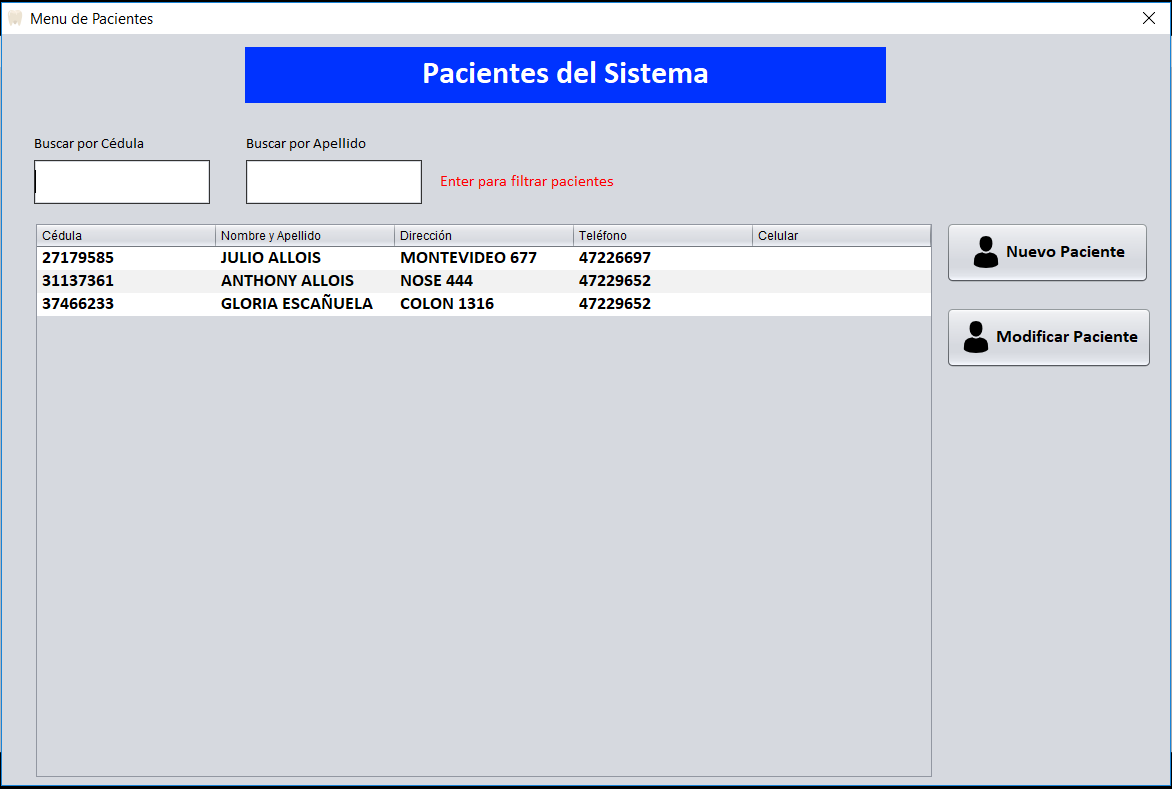 Menu de Pacientes
Pacientes del Sistema
Buscar por Cédula Buscar por Apellido
Enter para filtrar pacientes
Cédula Nombre y Apellido Dirección Teléfono Celular
27179585 JULIO ALLOIS MONTEVIDEO 677 47226697
31137361 ANTHONY ALLOIS NOSE 444 47229652
37466233 GLORIA ESCAÑUELA COLON 1316 47229652
Nuevo Paciente
Modificar Paciente